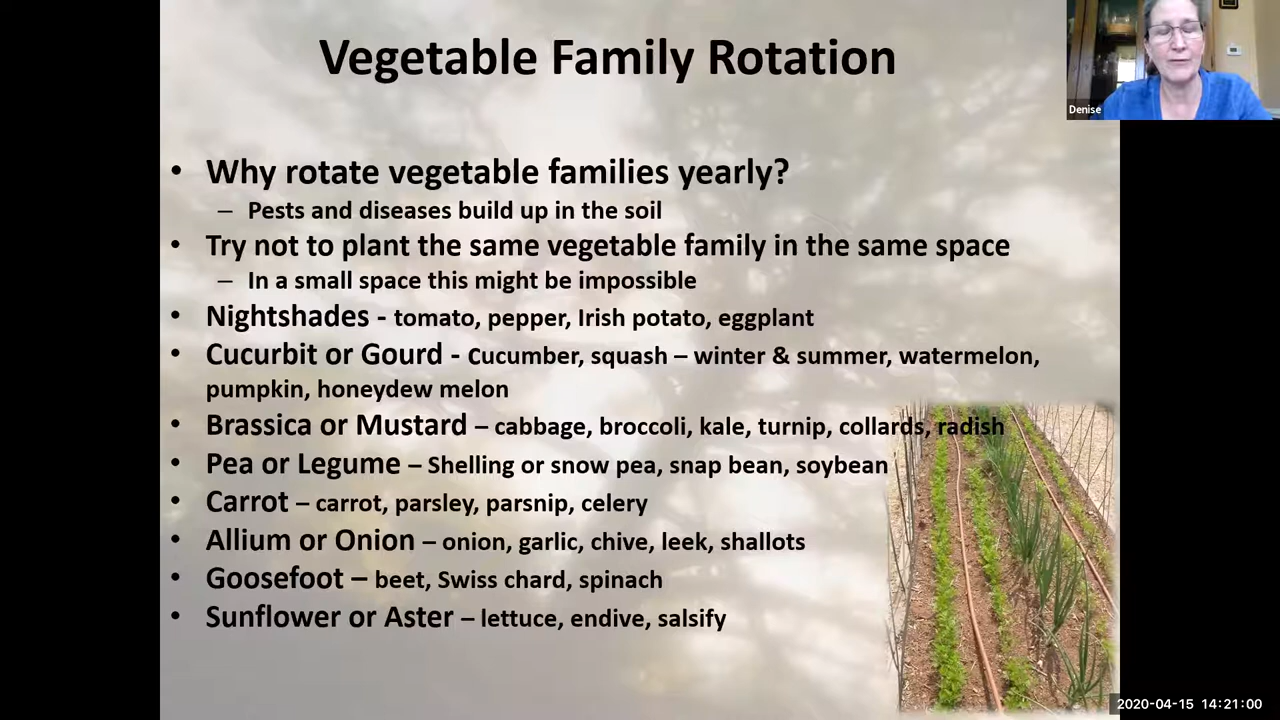 Vegetable Family Rotation
Denise
• Why rotate vegetable families yearly?
– Pests and diseases build up in the soil
• Try not to plant the same vegetable family in the same space
– In a small space this might be impossible
• Nightshades - tomato, pepper, Irish potato, eggplant
• Cucurbit or Gourd - cucumber, squash – winter & summer, watermelon,
pumpkin, honeydew melon
• Brassica or Mustard – cabbage, broccoli, kale, turnip, collards, radish
• Pea or Legume – Shelling or snow pea, snap bean, soybean
• Carrot – carrot, parsley, parsnip, celery
• Allium or Onion – onion, garlic, chive, leek, shallots
• Goosefoot – beet, Swiss chard, spinach
• Sunflower or Aster – lettuce, endive, salsify
2020-04-15 14:21:00